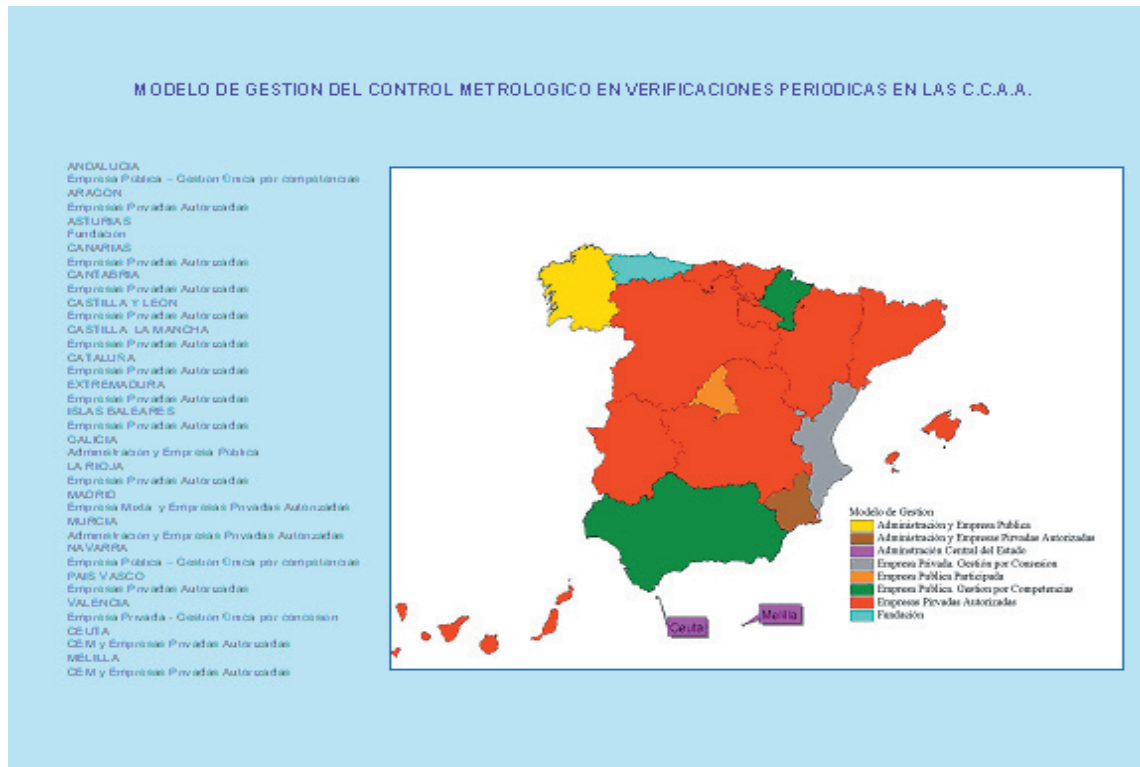 MODELO DE GESTION DEL CONTROL METROLOGICO EN VERIFICACIONES PERIODICAS EN LAS C.C.A.A.
ANDALUCIA
Empresa Pública – Gestión Única por competencias
ARAGON
Empresas Privadas Autorizadas
ASTURIAS
Fundación
CANARIAS
Empresas Privadas Autorizadas
CANTABRIA
Empresas Privadas Autorizadas
CASTILLA Y LEON
Empresas Privadas Autorizadas
CASTILLA LA MANCHA
Empresas Privadas Autorizadas
CATALUÑA
Empresas Privadas Autorizadas
EXTREMADURA
Empresas Privadas Autorizadas
ISLAS BALEARES
Empresas Privadas Autorizadas
GALICIA
Administración y Empresa Pública
LA RIOJA
Empresas Privadas Autorizadas
MADRID
Empresa Mixta y Empresas Privadas Autorizadas
MURCIA
Administración y Empresas Privadas Autorizadas
NAVARRA
Empresa Pública – Gestión Única por competencias
PAIS VASCO
Empresas Privadas Autorizadas
VALENCIA
Empresa Privada - Gestión Única por concesión
CEUTA
CEM y Empresas Privadas Autorizadas
MELILLA
CEM y Empresas Privadas Autorizadas
Modelo de Gestion
Administración y Empresa Publica
Administración y Empresas Pirvadas Autorizadas
Adminstración Central del Estado
Empresa Privada. Gestión por Consesion
Empresa Publica Participada
Empresa Publica. Gestion por Competencias
Empresas Pirvadas Autorizadas
Fundación
Ceuta
Melilla